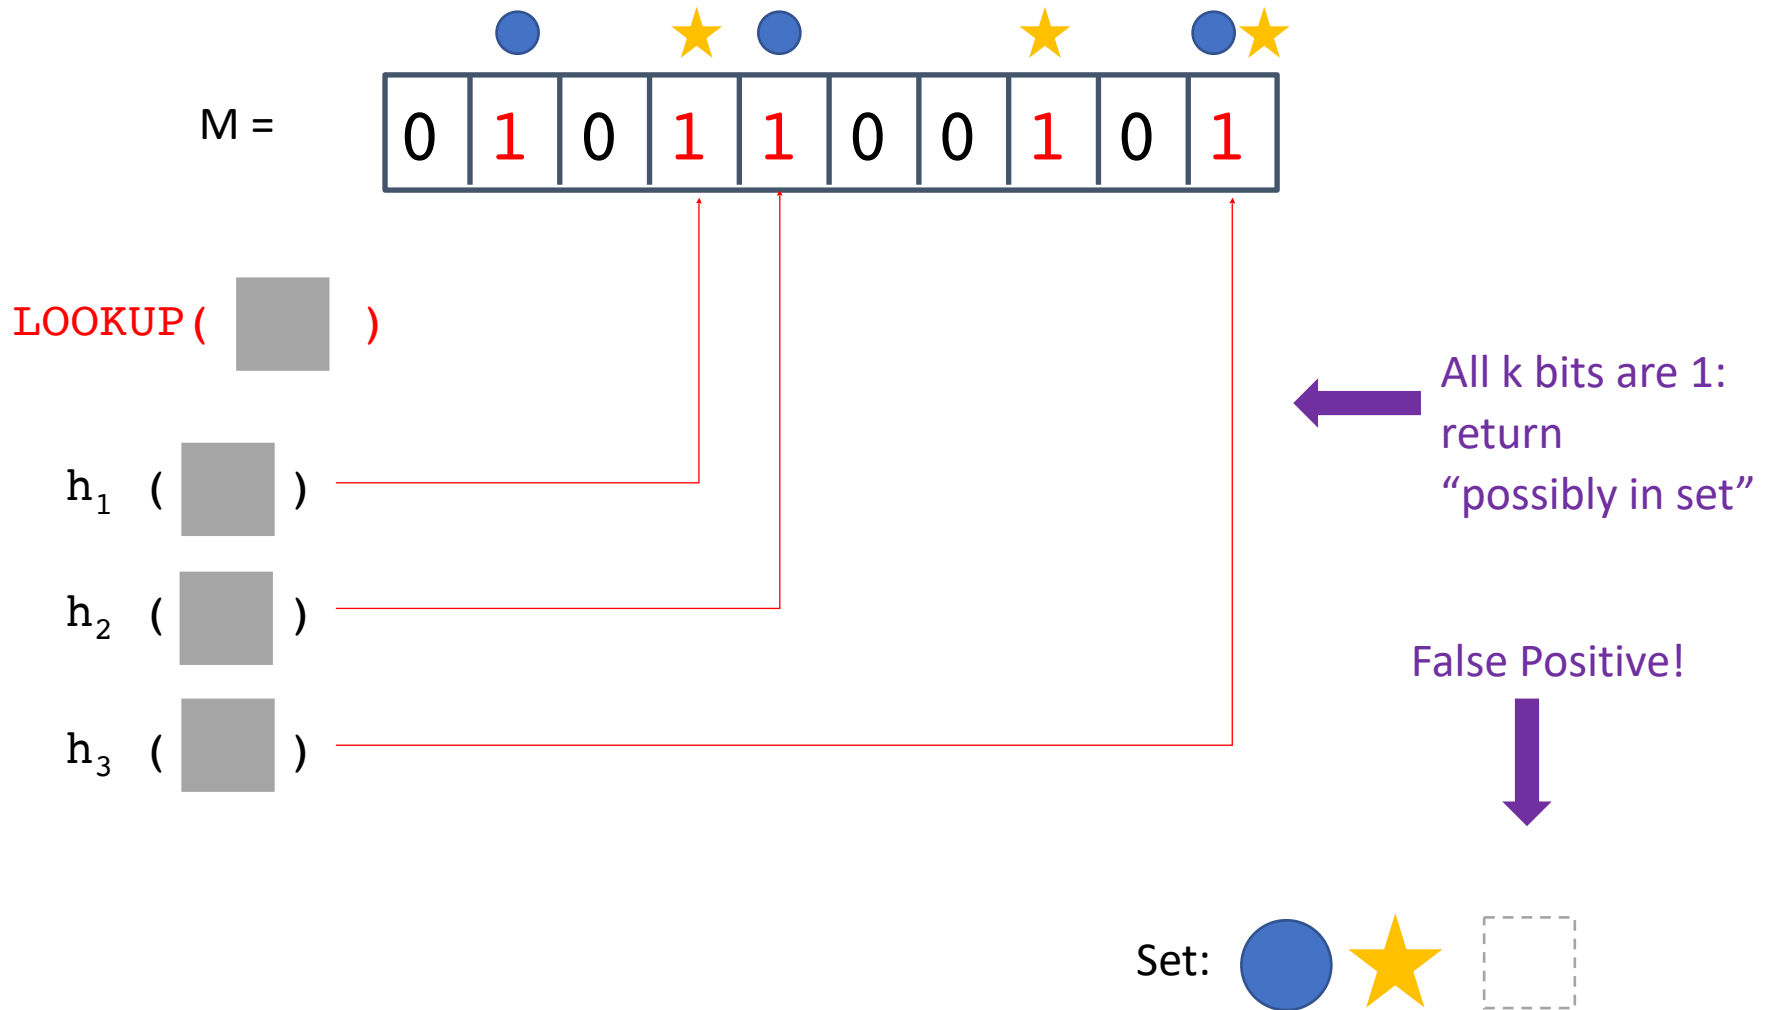 M = 0 1 0 1 1 0 0 1 0 1
LOOKUP( )
All k bits are 1:
return
“possibly in set”
h1 ( )
h2 ( )
False Positive!
h3 ( )
Set: